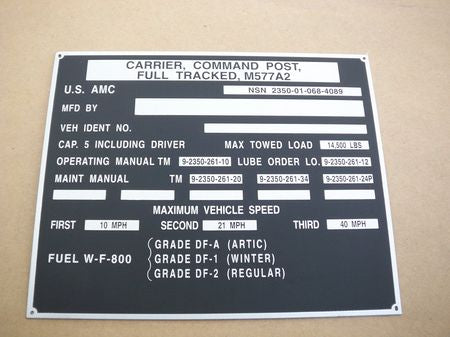 CARRIER, COMMAND POST,
FULL TRACKED, M577A2
U.S. AMC NSN 2350-01-068-4089
MFD BY
VEH IDENT NO.
CAP. 5 INCLUDING DRIVER MAX TOWED LOAD 14,500 LBS
OPERATING MANUAL TM 9-2350-261-10 LUBE ORDER LO. 9-2350-261-12
MAINT MANUAL TM 9-2350-261-20 9-2350-261-34 9-2350-261-24P
MAXIMUM VEHICLE SPEED
FIRST 10 MPH SECOND 21 MPH THIRD 40 MPH
GRADE DF-A (ARTIC)
FUEL W-F-800 GRADE DF-1 (WINTER)
GRADE DF-2 (REGULAR)